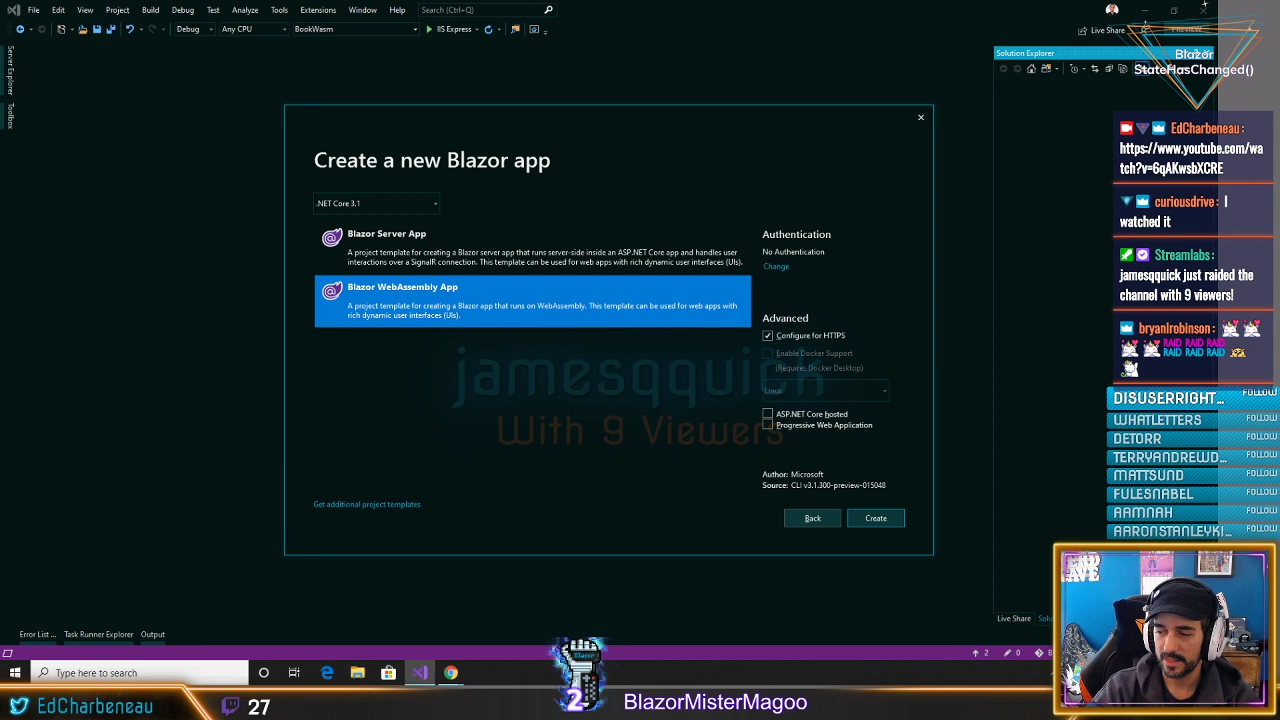 File Edit View Project Build Debug Test Analyze Tools Extensions Window Help Search (Ctrl+Q)
Debug Any CPU BookWasm IIS Express Live Share PREVIEW
Server Explorer
Toolbox
Solution Explorer
Blazor
StateHasChanged()
Create a new Blazor app
.NET Core 3.1
Blazor Server App
A project template for creating a Blazor server app that runs server-side inside an ASP.NET Core app and handles user
interactions over a SignalR connection. This template can be used for web apps with rich dynamic user interfaces (UIs).
Blazor WebAssembly App
A project template for creating a Blazor app that runs on WebAssembly. This template can be used for web apps with
rich dynamic user interfaces (UIs).
Get additional project templates
Authentication
No Authentication
Change
Advanced
Configure for HTTPS
Enable Docker Support
(Requires Docker Desktop)
Linux
ASP.NET Core hosted
Progressive Web Application
Author: Microsoft
Source: CLI v3.1.300-preview-015048
Back
Create
jamesqquick
With 9 Viewers
EdCharbeneau:
https://www.youtube.com/wa
tch?v=6qAKwsbXCRE
curiousdrive: I
watched it
Streamlabs:
jamesqquick just raided the
channel with 9 viewers!
bryanlrobinson:
RAID RAID RAID
RAID RAID RAID
DISUSERRIGHT... FOLLOW
WHATLETTERS FOLLOW
DETORR FOLLOW
TERRYANDREWD... FOLLOW
MATTSUND FOLLOW
FULESNABEL FOLLOW
AAMNAH FOLLOW
AARONSTANLEYKI... FOLLOW
Live Share
Error List ... Task Runner Explorer Output
2 0
Type here to search
EdCharbeneau
27
Blazor
2
BlazorMisterMagoo